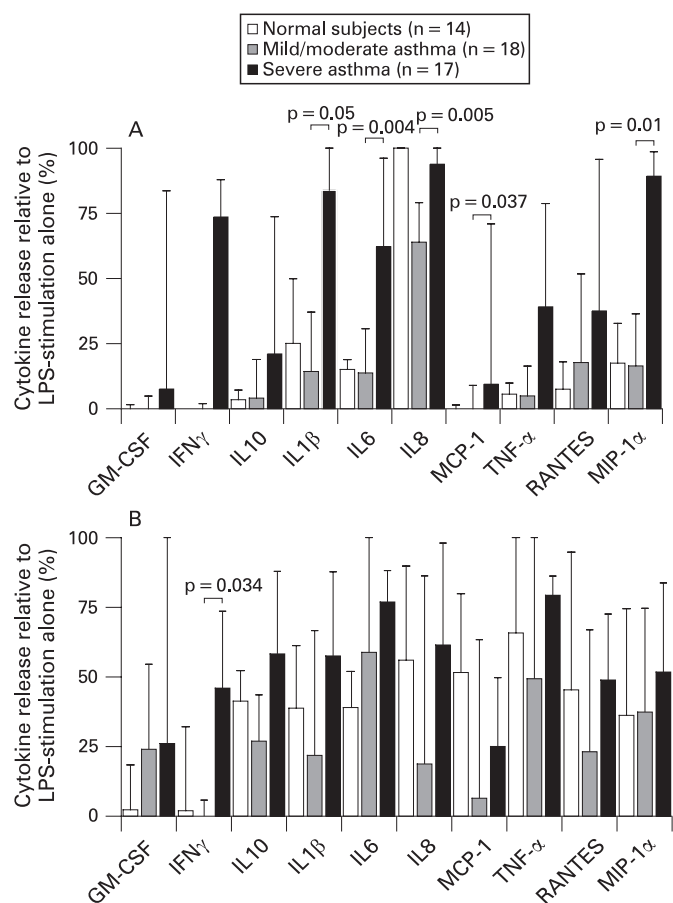 Normal subjects (n = 14)
Mild/moderate asthma (n = 18)
Severe asthma (n = 17)
A
Cytokine release relative to
LPS-stimulation alone (%)
100
75
50
25
0
p = 0.05
p = 0.004
p = 0.005
p = 0.037
p = 0.01
GM-CSF
IFNγ
IL10
IL1β
IL6
IL8
MCP-1
TNF-α
RANTES
MIP-1α
B
Cytokine release relative to
LPS-stimulation alone (%)
100
75
50
25
0
p = 0.034
GM-CSF
IFNγ
IL10
IL1β
IL6
IL8
MCP-1
TNF-α
RANTES
MIP-1α